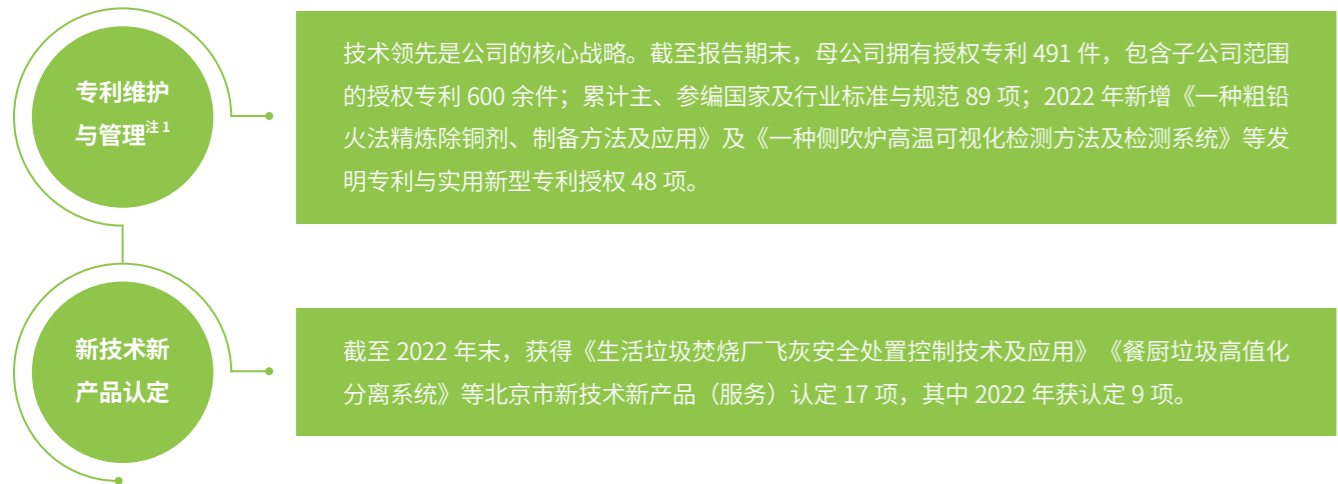 专利维护
与管理注 1
技术领先是公司的核心战略。截至报告期末，母公司拥有授权专利 491 件，包含子公司范围
的授权专利 600 余件；累计主、参编国家及行业标准与规范 89 项；2022 年新增《一种粗铅
火法精炼除铜剂、制备方法及应用》及《一种侧吹炉高温可视化检测方法及检测系统》等发
明专利与实用新型专利授权 48 项。
新技术新
产品认定
截至 2022 年末，获得《生活垃圾焚烧厂飞灰安全处置控制技术及应用》《餐厨垃圾高值化
分离系统》等北京市新技术新产品（服务）认定 17 项，其中 2022 年获认定 9 项。